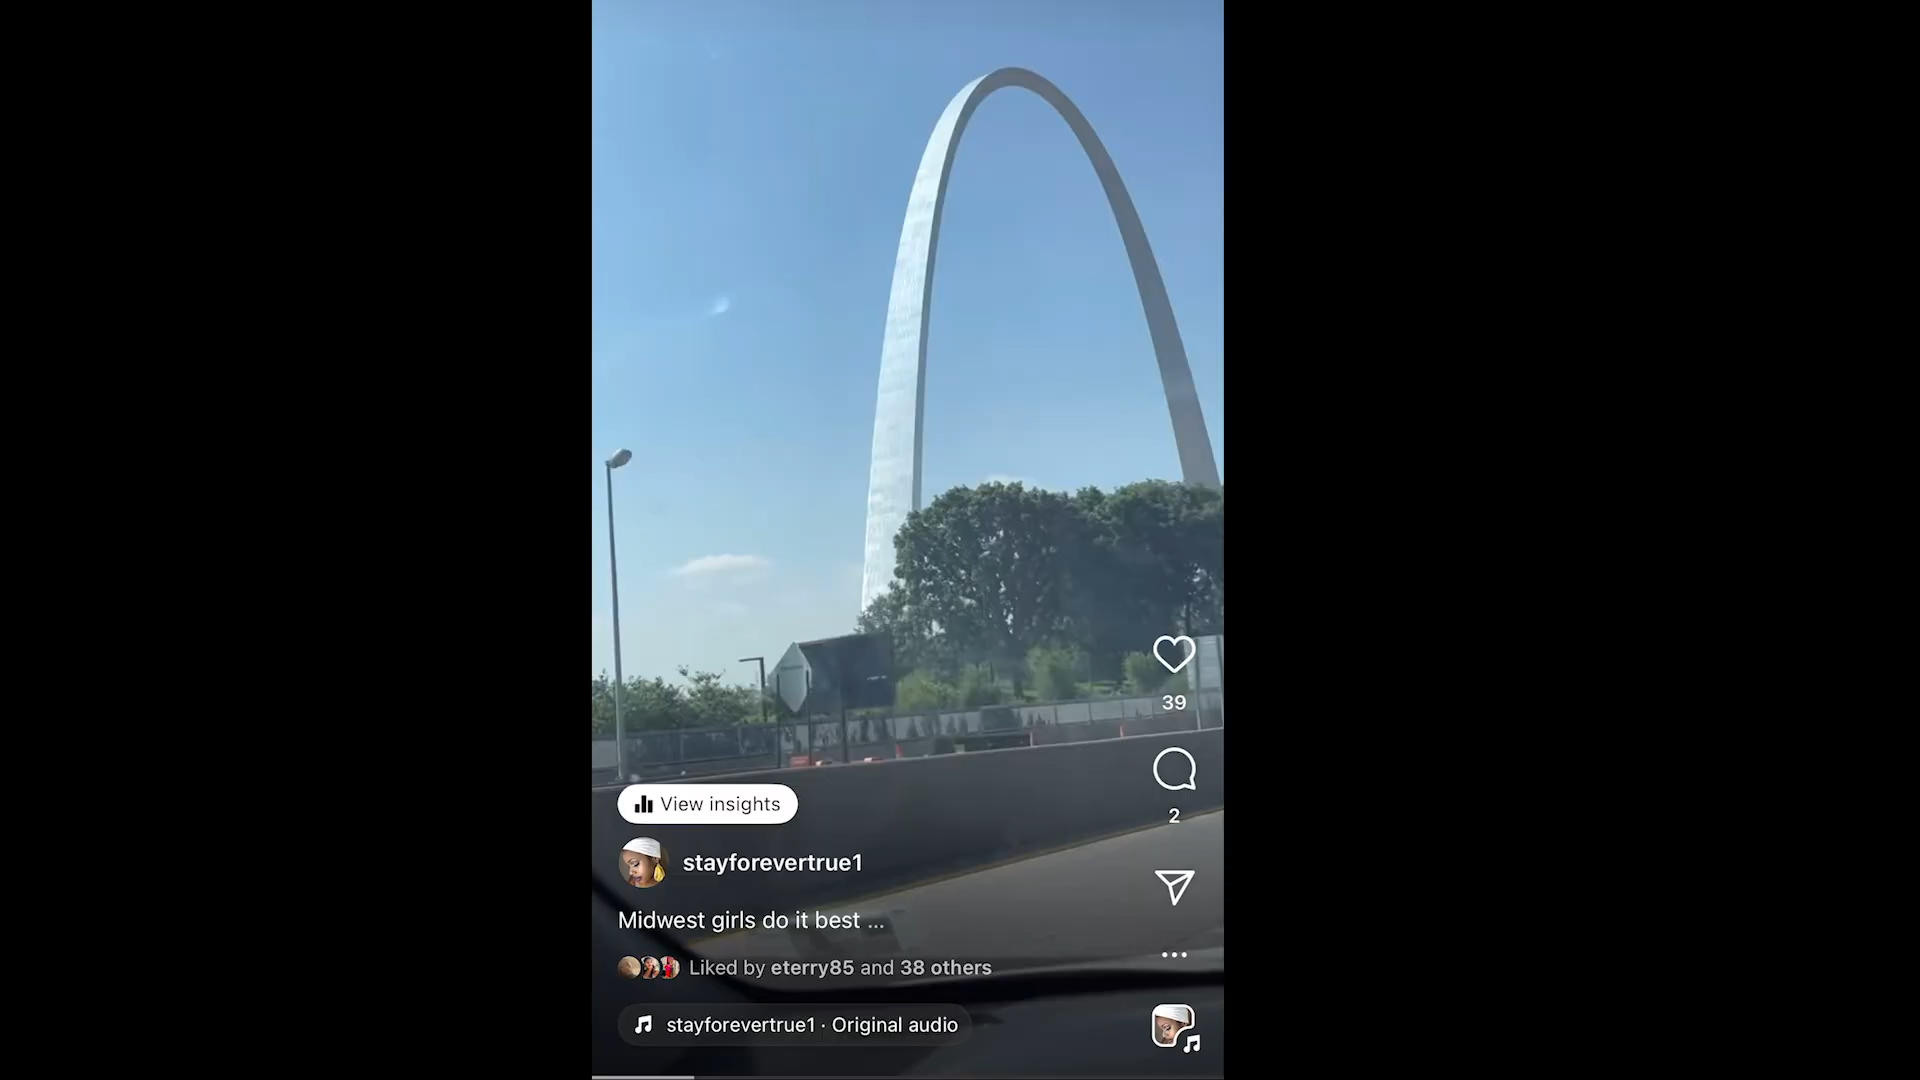 39
2
View insights
stayforevertrue1
Midwest girls do it best ...
Liked by eterry85 and 38 others
stayforevertrue1 · Original audio